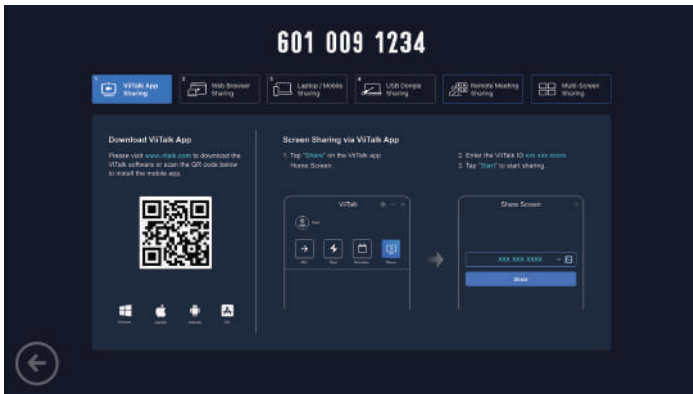 601 009 1234
1
ViiTalk App
Sharing
2
Web Browser
Sharing
3
Laptop / Mobile
Sharing
4
USB Dongle
Sharing
Remote Meeting
Sharing
Multi-Screen
Sharing
Download ViiTalk App
Please visit www.viitalk.com to download the
ViiTalk software or scan the QR code below
to install the mobile app.
Screen Sharing via ViiTalk App
1. Tap "Share" on the ViiTalk app
Home Screen.
2. Enter the ViiTalk ID xxx xxx xxxx
3. Tap "Start" to start sharing
ViiTalk
Share Screen
XXX XXX XXXX
Share